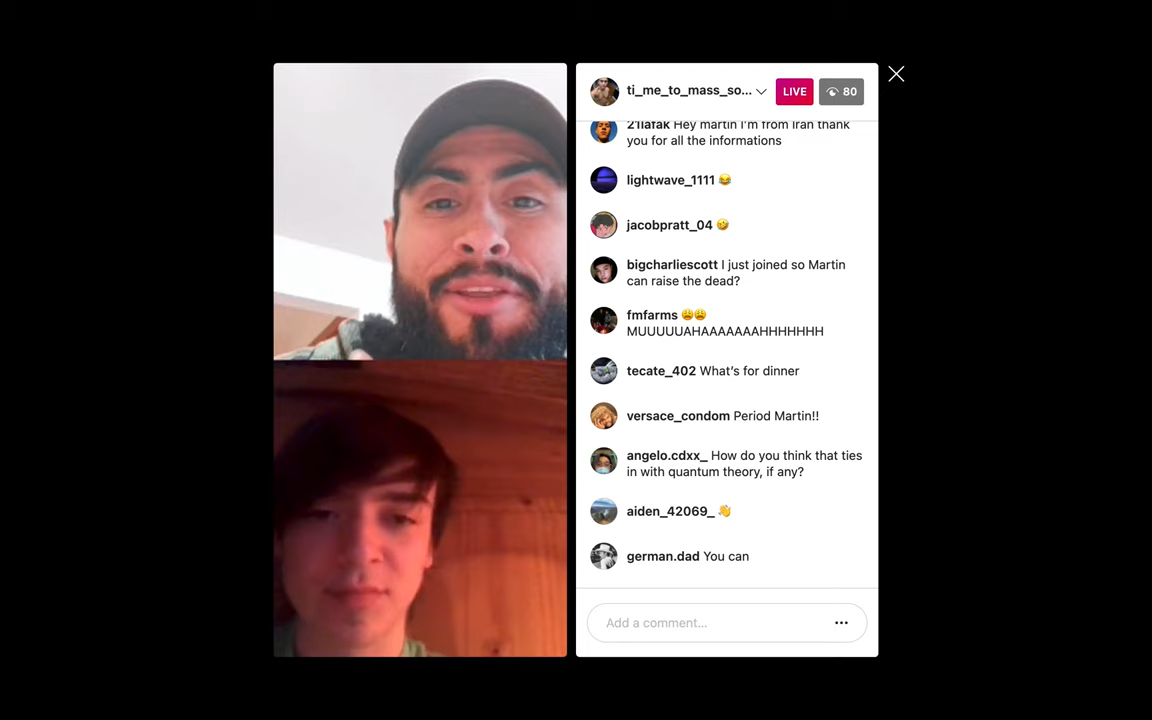 ti_me_to_mass_so...
LIVE
80
21lafak Hey martin I'm from Iran thank
you for all the informations
lightwave_1111 😂
jacobpratt_04 🤣
bigcharliescott I just joined so Martin
can raise the dead?
fmfarms 😩😩
MUUUUUAHAAAAAAAHHHHHHH
tecate_402 What's for dinner
versace_condom Period Martin!!
angelo.cdxx_ How do you think that ties
in with quantum theory, if any?
aiden_42069_ 👋
german.dad You can
Add a comment...